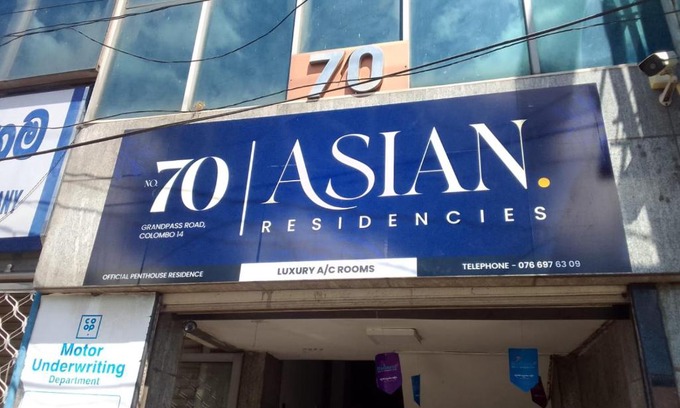 70
NO. 70 | ASIAN.
RESIDENCIES
GRANDPASS ROAD,
COLOMBO 14
OFFICIAL PENTHOUSE RESIDENCE
LUXURY A/C ROOMS
TELEPHONE - 076 697 63 09
ANY
CO
OP
Motor
Underwriting
Department